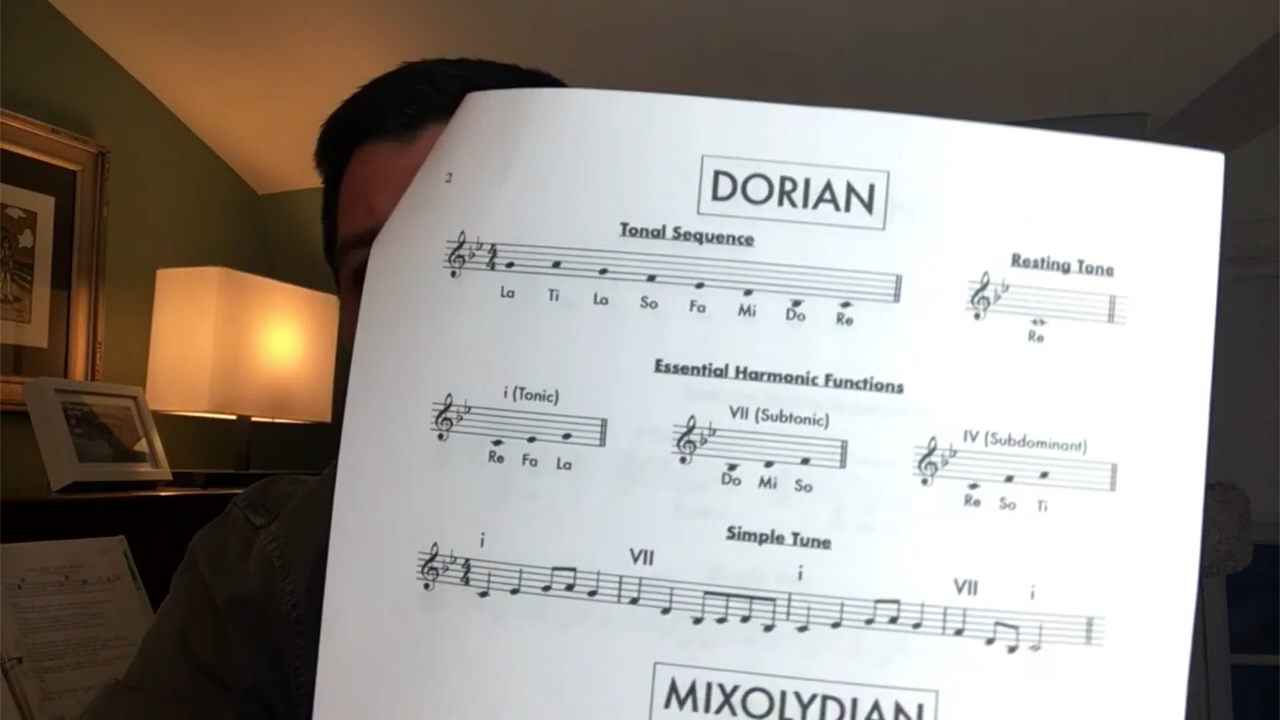 2
DORIAN
Tonal Sequence
La Ti La So Fa Mi Do Re
Resting Tone
Re
Essential Harmonic Functions
i (Tonic)
Re Fa La
VII (Subtonic)
Do Mi So
IV (Subdominant)
Re So Ti
Simple Tune
i VII i VII i
MIXOLYDIAN